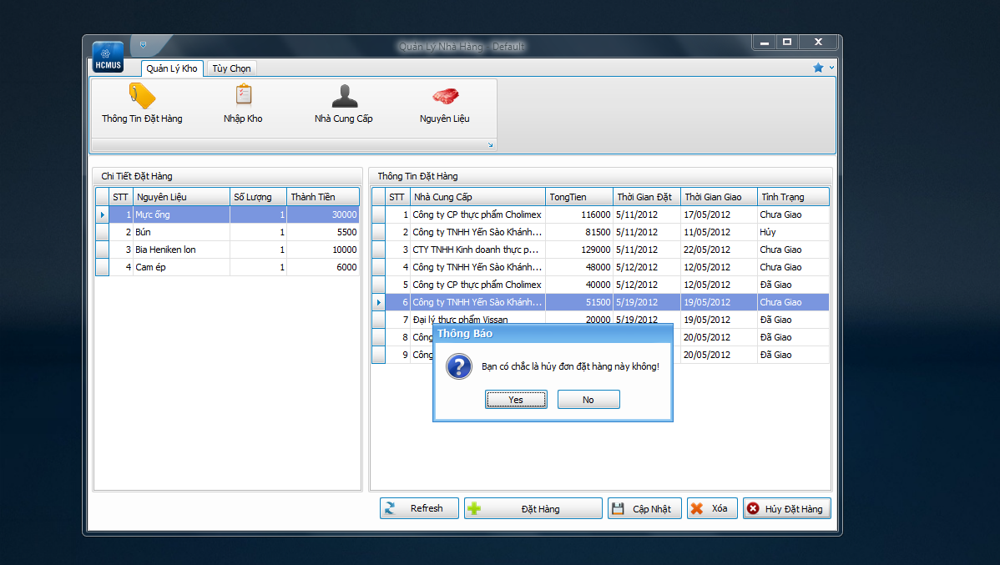 Quản Lý Nhà Hàng - Default
HCMUS
Quản Lý Kho Tùy Chọn
Thông Tin Đặt Hàng Nhập Kho Nhà Cung Cấp Nguyên Liệu
Chi Tiết Đặt Hàng
STT Nguyên Liệu Số Lượng Thành Tiền
1 Mực ống 1 30000
2 Bún 1 5500
3 Bia Heniken lon 1 10000
4 Cam ép 1 6000
Thông Tin Đặt Hàng
STT Nhà Cung Cấp TongTien Thời Gian Đặt Thời Gian Giao Tình Trạng
1 Công ty CP thực phẩm Cholimex 116000 5/11/2012 17/05/2012 Chưa Giao
2 Công ty TNHH Yến Sào Khánh... 81500 5/11/2012 11/05/2012 Hủy
3 CTY TNHH Kinh doanh thực p... 129000 5/11/2012 22/05/2012 Chưa Giao
4 Công ty TNHH Yến Sào Khánh... 48000 5/12/2012 12/05/2012 Chưa Giao
5 Công ty CP thực phẩm Cholimex 40000 5/12/2012 12/05/2012 Đã Giao
6 Công ty TNHH Yến Sào Khánh... 51500 5/19/2012 19/05/2012 Chưa Giao
7 Đại lý thực phẩm Vissan 20000 5/19/2012 19/05/2012 Đã Giao
8 Công 20/05/2012 Đã Giao
9 Công 20/05/2012 Đã Giao
Thông Báo
Bạn có chắc là hủy đơn đặt hàng này không!
Yes No
Refresh Đặt Hàng Cập Nhật Xóa Hủy Đặt Hàng